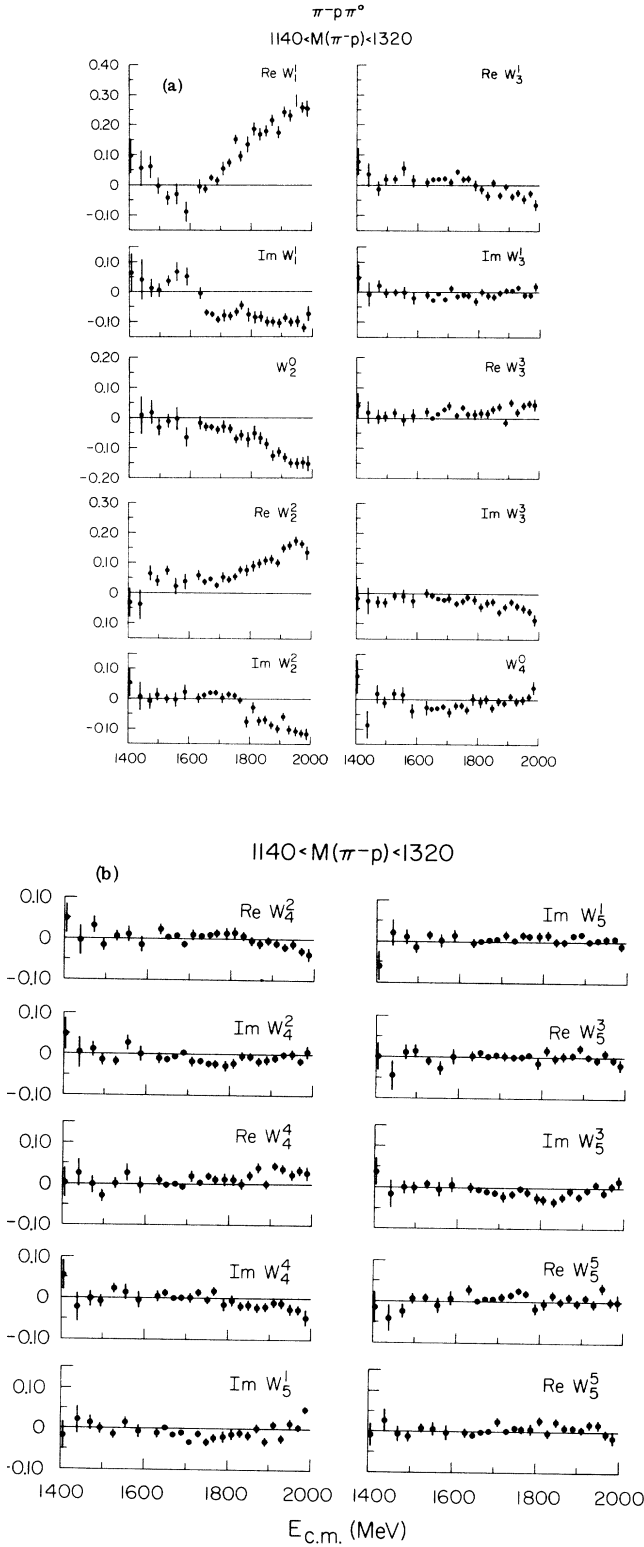 π-pπ°
1140<M(π-p)<1320
(a)
Re W₁¹
0.40
0.30
0.20
0.10
0
-0.10
Re W₃¹
Im W₁¹
0.10
0
-0.10
Im W₃¹
W₂⁰
0.20
0.10
0
-0.10
-0.20
Re W₃³
Re W₂²
0.30
0.20
0.10
0
0.10
Im W₃³
Im W₂²
0.10
0
-0.10
W₄⁰
1400 1600 1800 2000
1400 1600 1800 2000
1140<M(π-p)<1320
(b)
Re W₄²
0.10
0
-0.10
Im W₅¹
Im W₄²
0.10
0
-0.10
Re W₅³
Re W₄⁴
0.10
0
-0.10
Im W₅³
Im W₄⁴
0.10
0
-0.10
Re W₅⁵
Im W₅¹
0.10
0
-0.10
Re W₅⁵
1400 1600 1800 2000
1400 1600 1800 2000
E c.m. (MeV)